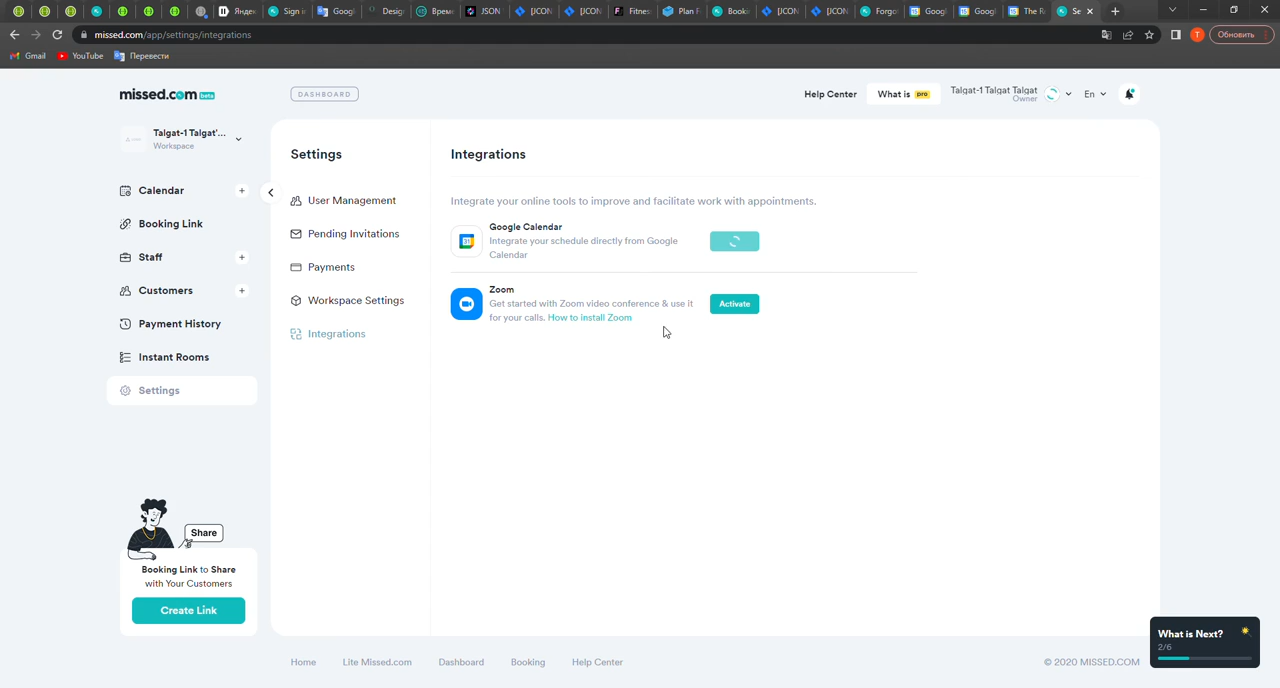 Яндек
Sign i
Googl
Desig
Время
JSON
[JCON
[JCON
Fitnes
Plan F
Booki
[JCON
[JCON
Forgo
Googl
Googl
The R
Se
missed.com/app/settings/integrations
Обновить
Gmail
YouTube
Перевести
missed.com beta
DASHBOARD
Help Center
What is pro
Talgat-1 Talgat Talgat
Owner
En
Talgat-1 Talgat'...
Workspace
Calendar
Booking Link
Staff
Customers
Payment History
Instant Rooms
Settings
Share
Booking Link to Share
with Your Customers
Create Link
Settings
User Management
Pending Invitations
Payments
Workspace Settings
Integrations
Integrations
Integrate your online tools to improve and facilitate work with appointments.
Google Calendar
Integrate your schedule directly from Google
Calendar
Zoom
Get started with Zoom video conference & use it
for your calls. How to install Zoom
Activate
What is Next?
2/6
Home
Lite Missed.com
Dashboard
Booking
Help Center
© 2020 MISSED.COM